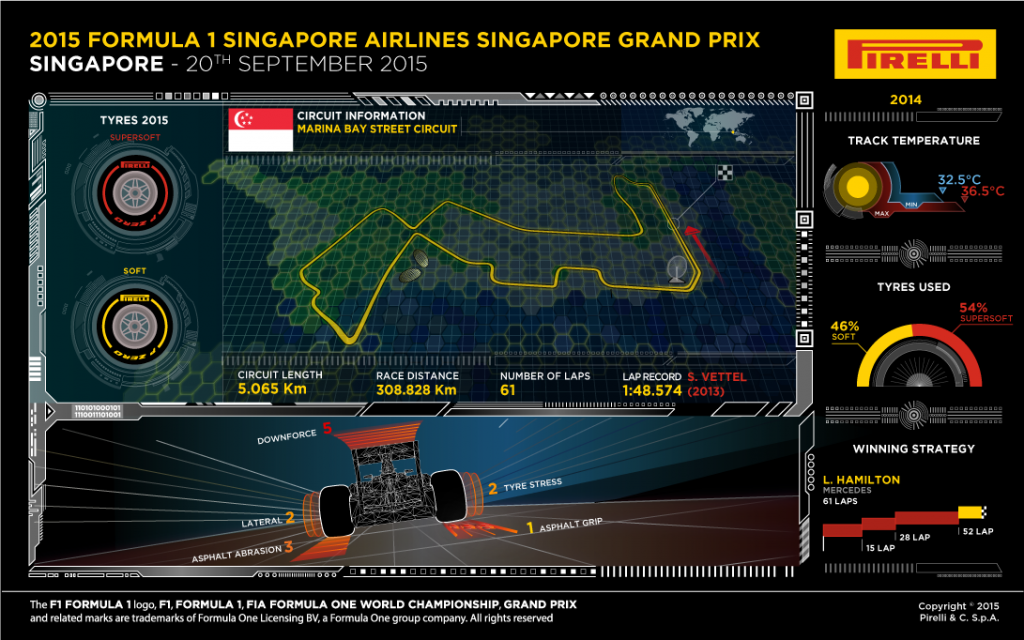 2015 FORMULA 1 SINGAPORE AIRLINES SINGAPORE GRAND PRIX
SINGAPORE - 20TH SEPTEMBER 2015
PIRELLI
TYRES 2015
SUPERSOFT
PIRELLI
P ZERO
SOFT
PIRELLI
P ZERO
CIRCUIT INFORMATION
MARINA BAY STREET CIRCUIT
CIRCUIT LENGTH
5.065 Km
RACE DISTANCE
308.828 Km
NUMBER OF LAPS
61
LAP RECORD S. VETTEL
1:48.574 (2013)
110101000101
111001101001
DOWNFORCE 5
2 TYRE STRESS
LATERAL 2
1 ASPHALT GRIP
ASPHALT ABRASION 3
2014
TRACK TEMPERATURE
32.5°C
36.5°C
MIN
MAX
TYRES USED
54%
SUPERSOFT
46%
SOFT
WINNING STRATEGY
L. HAMILTON
MERCEDES
61 LAPS
52 LAP
28 LAP
15 LAP
The F1 FORMULA 1 logo, F1, FORMULA 1, FIA FORMULA ONE WORLD CHAMPIONSHIP, GRAND PRIX
and related marks are trademarks of Formula One Licensing BV, a Formula One group company. All rights reserved
Copyright © 2015
Pirelli & C. S.p.A.